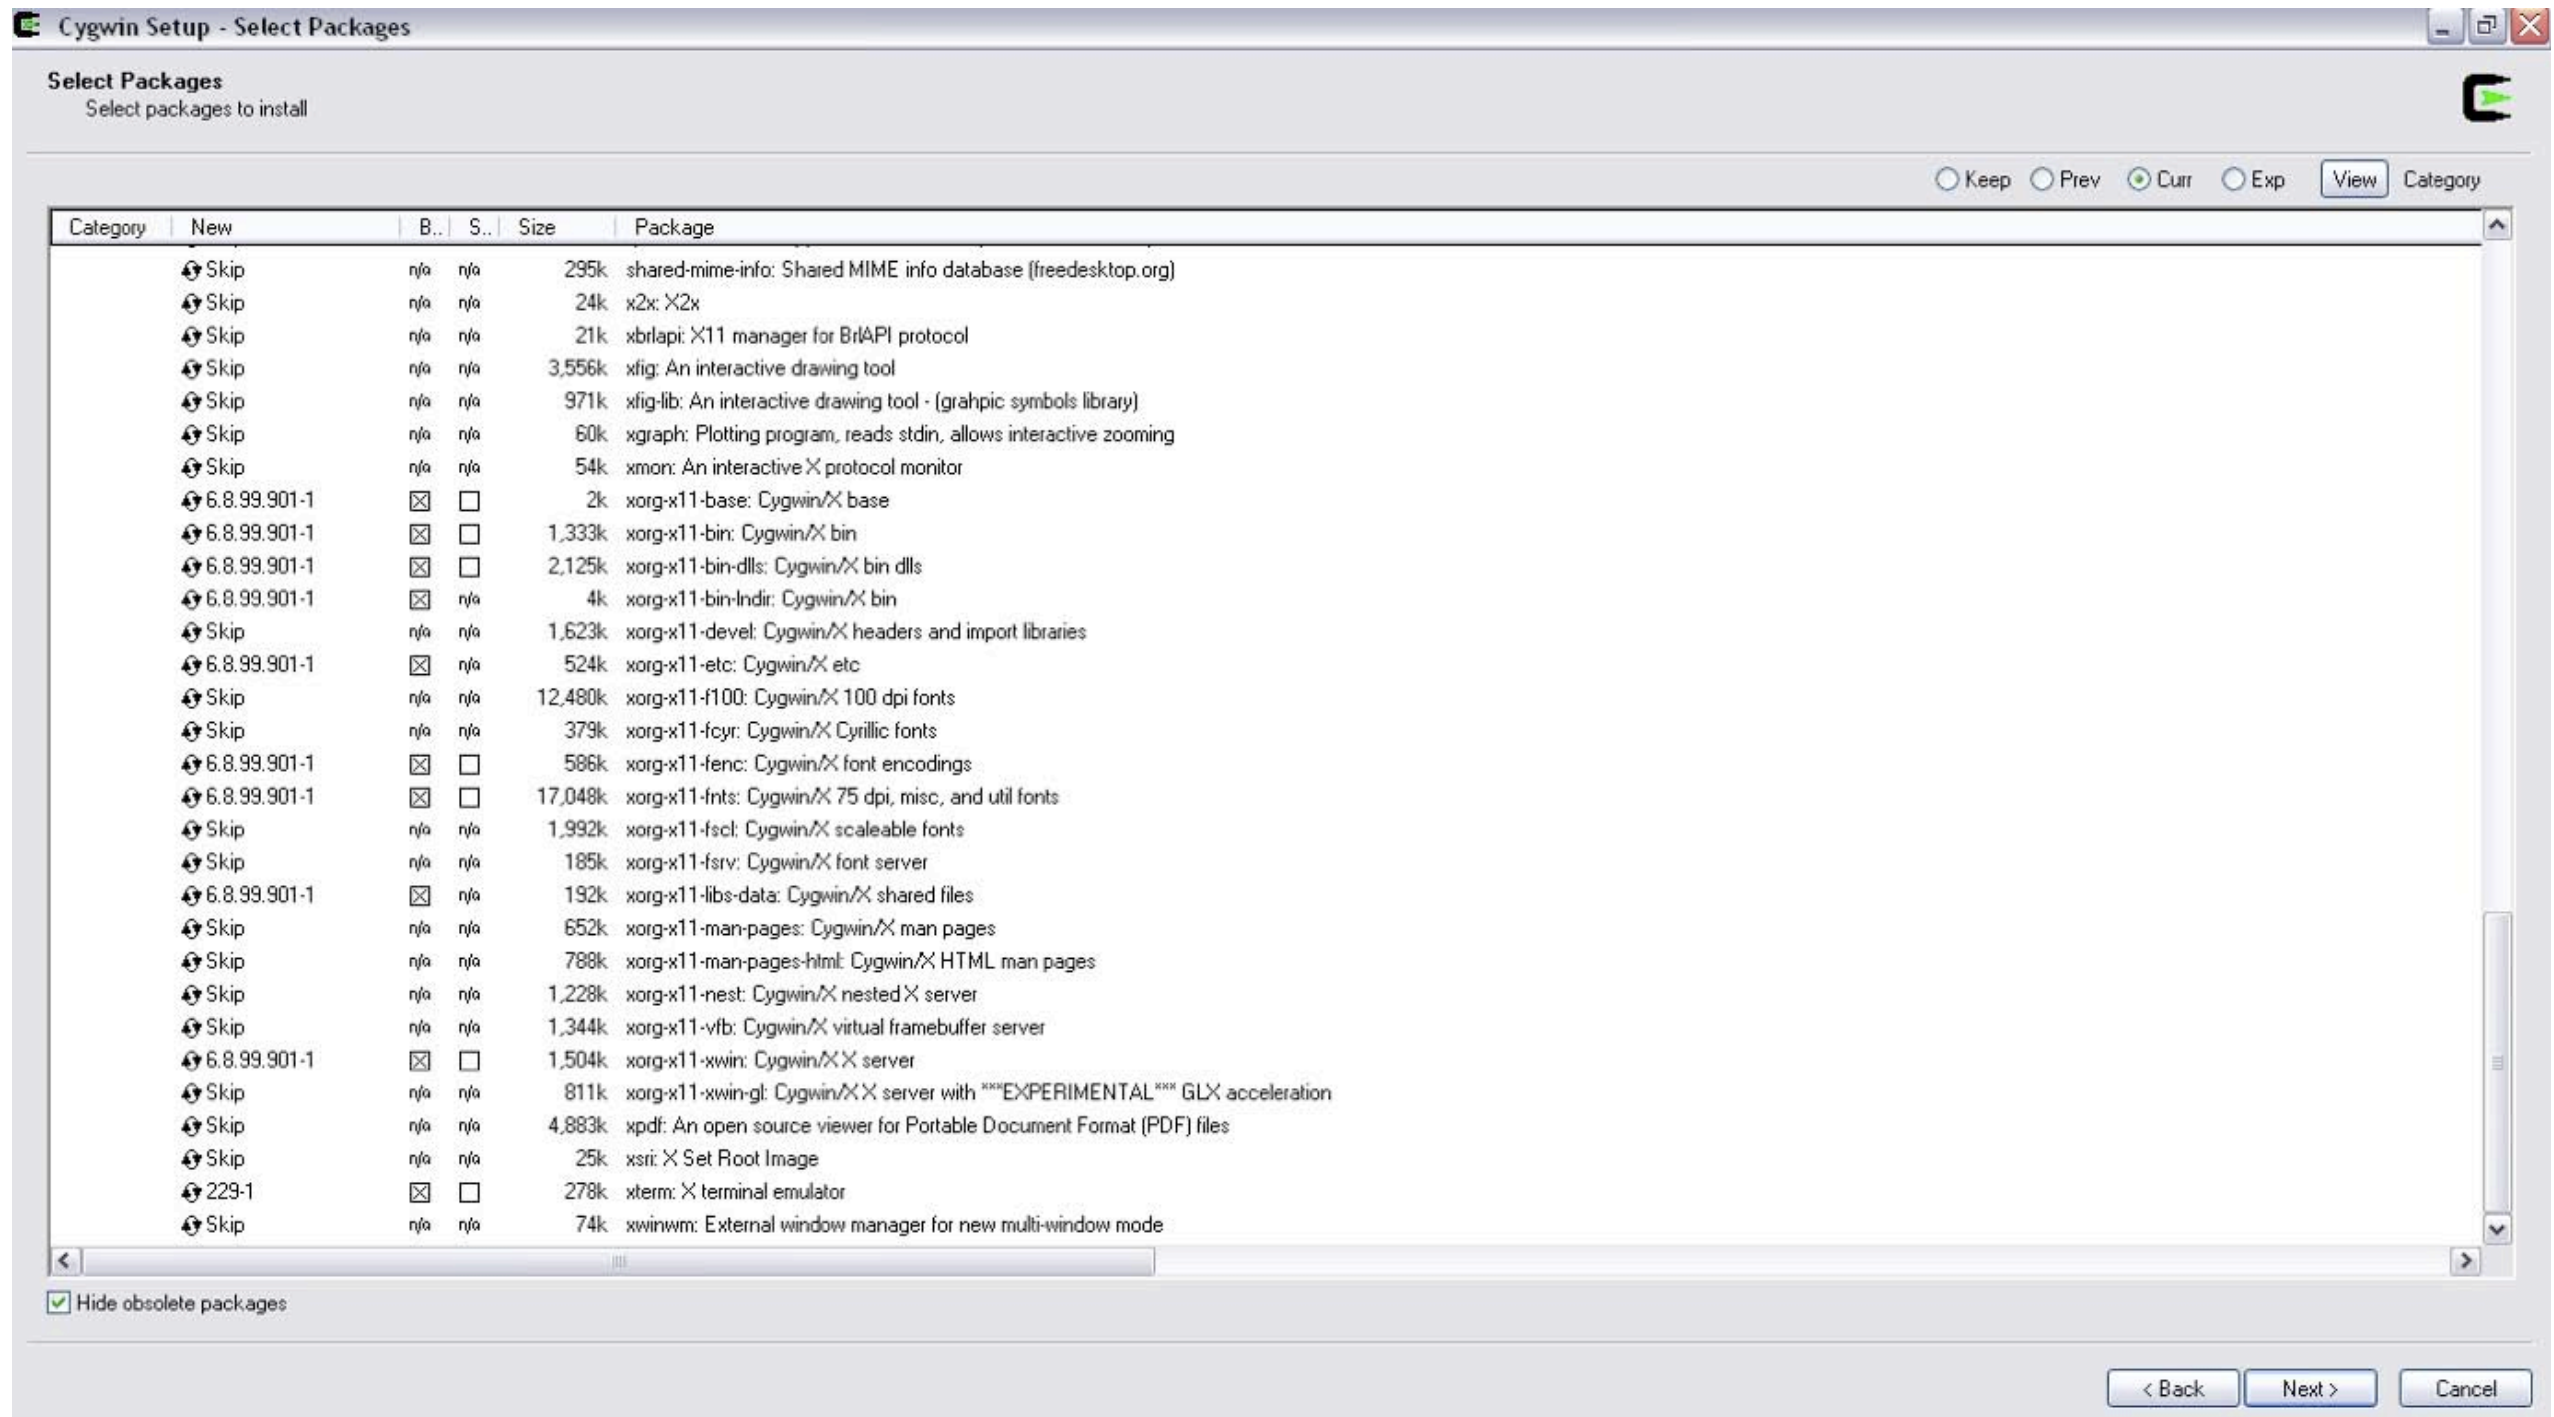 Cygwin Setup - Select Packages
Select Packages
Select packages to install
Keep Prev Curr Exp View Category
Category New B.. S.. Size Package
Skip n/a n/a 295k shared-mime-info: Shared MIME info database (freedesktop.org)
Skip n/a n/a 24k x2x: X2x
Skip n/a n/a 21k xbrlapi: X11 manager for BrlAPI protocol
Skip n/a n/a 3,556k xfig: An interactive drawing tool
Skip n/a n/a 971k xfig-lib: An interactive drawing tool - (grahpic symbols library)
Skip n/a n/a 60k xgraph: Plotting program, reads stdin, allows interactive zooming
Skip n/a n/a 54k xmon: An interactive X protocol monitor
6.8.99.901-1 2k xorg-x11-base: Cygwin/X base
6.8.99.901-1 1,333k xorg-x11-bin: Cygwin/X bin
6.8.99.901-1 2,125k xorg-x11-bin-dlls: Cygwin/X bin dlls
6.8.99.901-1 n/a 4k xorg-x11-bin-lndir: Cygwin/X bin
Skip n/a n/a 1,623k xorg-x11-devel: Cygwin/X headers and import libraries
6.8.99.901-1 n/a 524k xorg-x11-etc: Cygwin/X etc
Skip n/a n/a 12,480k xorg-x11-f100: Cygwin/X 100 dpi fonts
Skip n/a n/a 379k xorg-x11-fcyr: Cygwin/X Cyrillic fonts
6.8.99.901-1 586k xorg-x11-fenc: Cygwin/X font encodings
6.8.99.901-1 17,048k xorg-x11-fnts: Cygwin/X 75 dpi, misc, and util fonts
Skip n/a n/a 1,992k xorg-x11-fscl: Cygwin/X scaleable fonts
Skip n/a n/a 185k xorg-x11-fsrv: Cygwin/X font server
6.8.99.901-1 n/a 192k xorg-x11-libs-data: Cygwin/X shared files
Skip n/a n/a 652k xorg-x11-man-pages: Cygwin/X man pages
Skip n/a n/a 788k xorg-x11-man-pages-html: Cygwin/X HTML man pages
Skip n/a n/a 1,228k xorg-x11-nest: Cygwin/X nested X server
Skip n/a n/a 1,344k xorg-x11-vfb: Cygwin/X virtual framebuffer server
6.8.99.901-1 1,504k xorg-x11-xwin: Cygwin/X X server
Skip n/a n/a 811k xorg-x11-xwin-gl: Cygwin/X X server with ***EXPERIMENTAL*** GLX acceleration
Skip n/a n/a 4,883k xpdf: An open source viewer for Portable Document Format (PDF) files
Skip n/a n/a 25k xsri: X Set Root Image
229-1 278k xterm: X terminal emulator
Skip n/a n/a 74k xwinwm: External window manager for new multi-window mode
Hide obsolete packages
< Back Next > Cancel